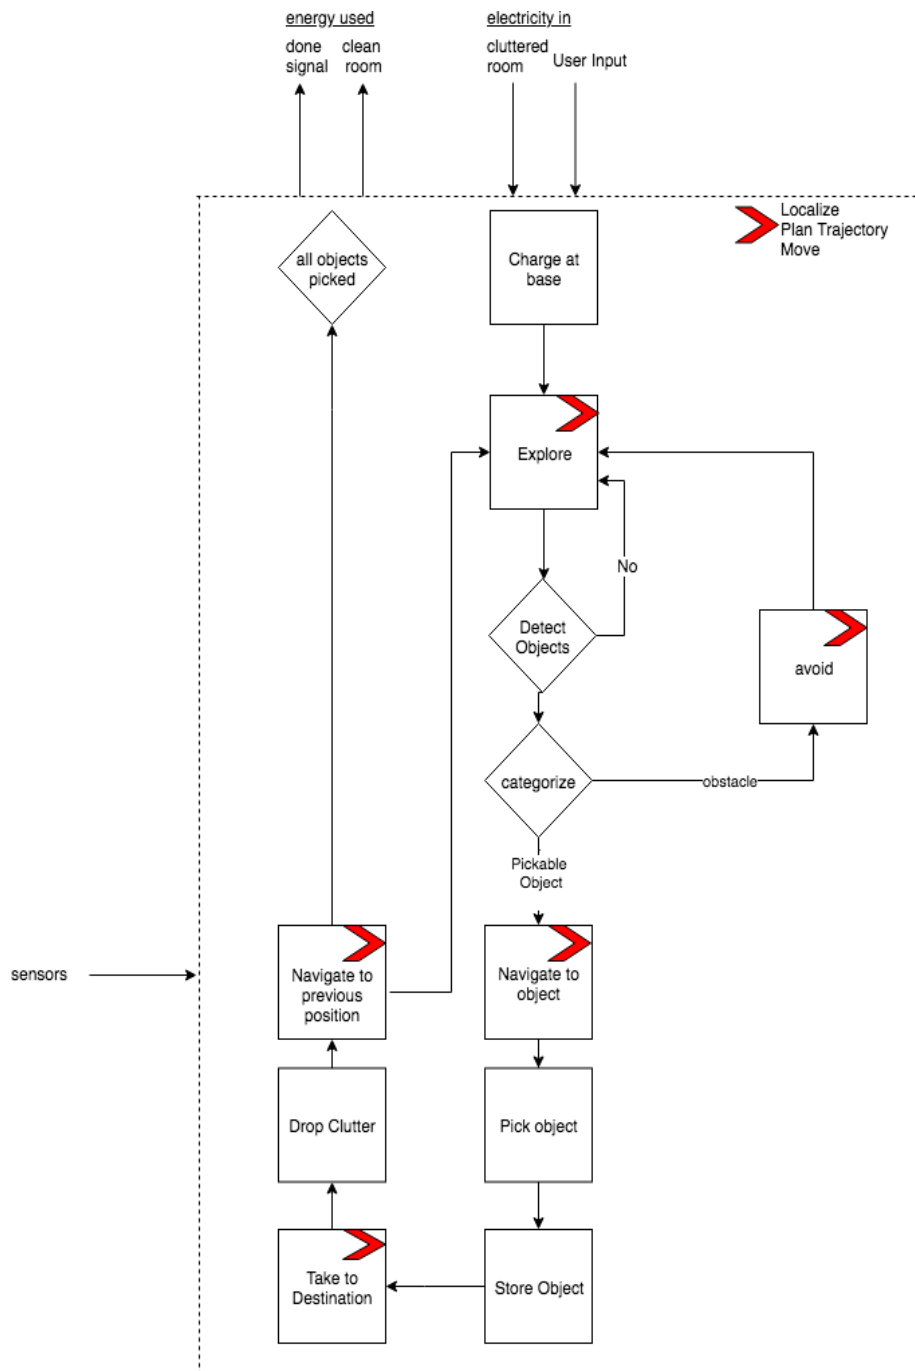 energy used
done
signal
clean
room
electricity in
cluttered
room
User Input
Localize
Plan Trajectory
Move
all objects
picked
Charge at
base
Explore
No
Detect
Objects
avoid
categorize
obstacle
Pickable
Object
sensors
Navigate to
previous
position
Navigate to
object
Drop Clutter
Pick object
Take to
Destination
Store Object